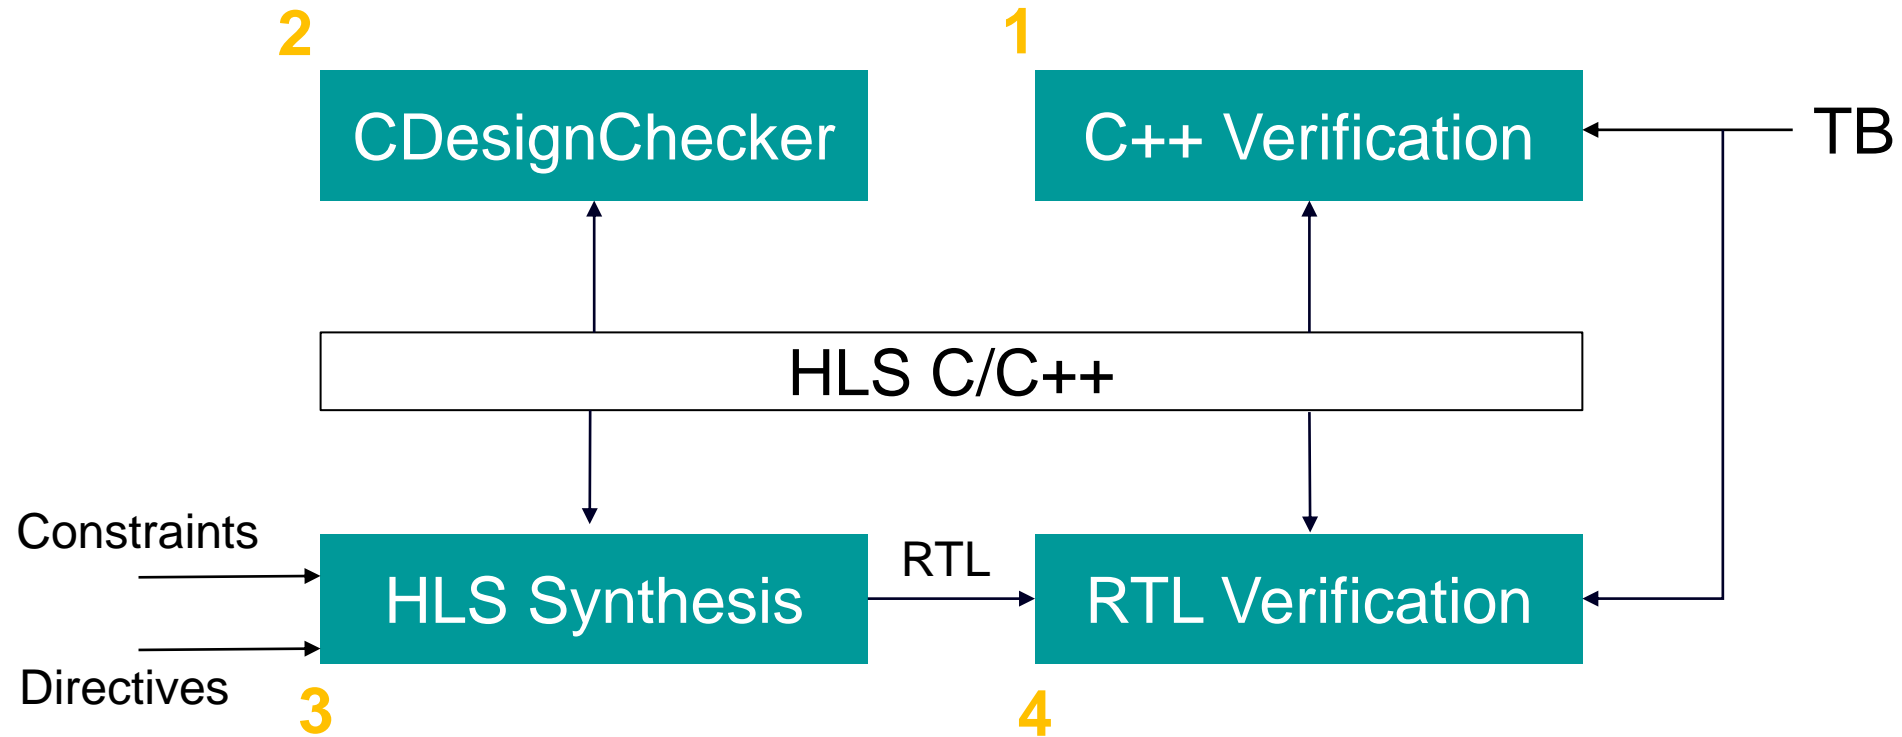 2
1
CDesignChecker
C++ Verification
TB
HLS C/C++
Constraints
HLS Synthesis
RTL
RTL Verification
Directives
3
4